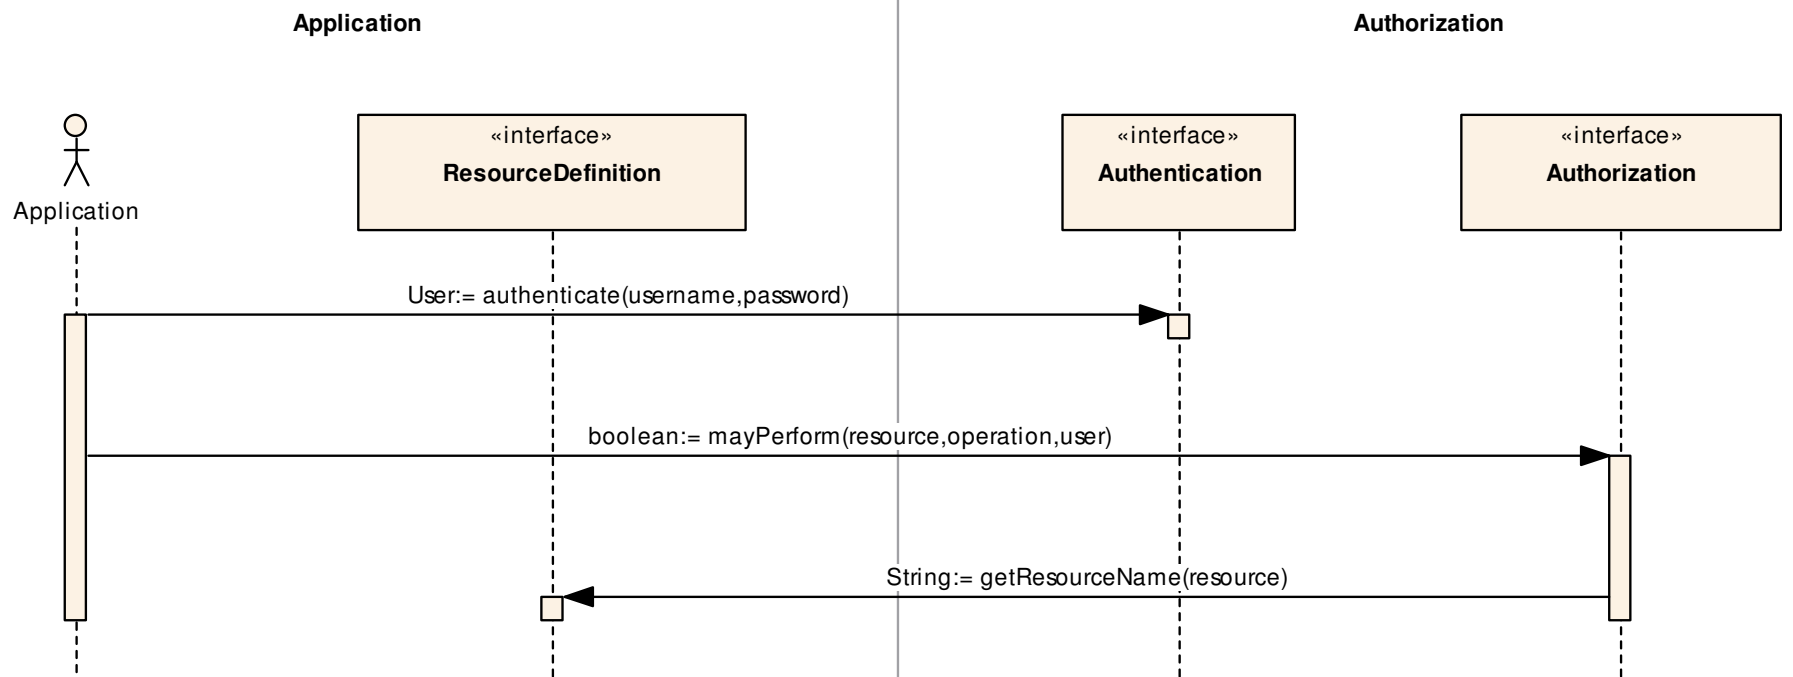 Application
Authorization
«interface»
ResourceDefinition
«interface»
Authentication
«interface»
Authorization
Application
User:= authenticate(username,password)
boolean:= mayPerform(resource,operation,user)
String:= getResourceName(resource)